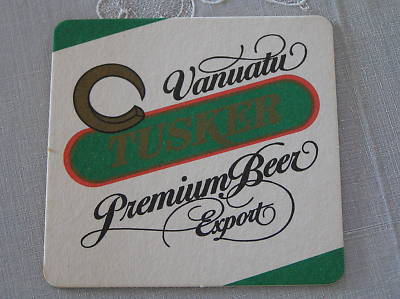 Vanuatu
TUSKER
Premium Beer
Export